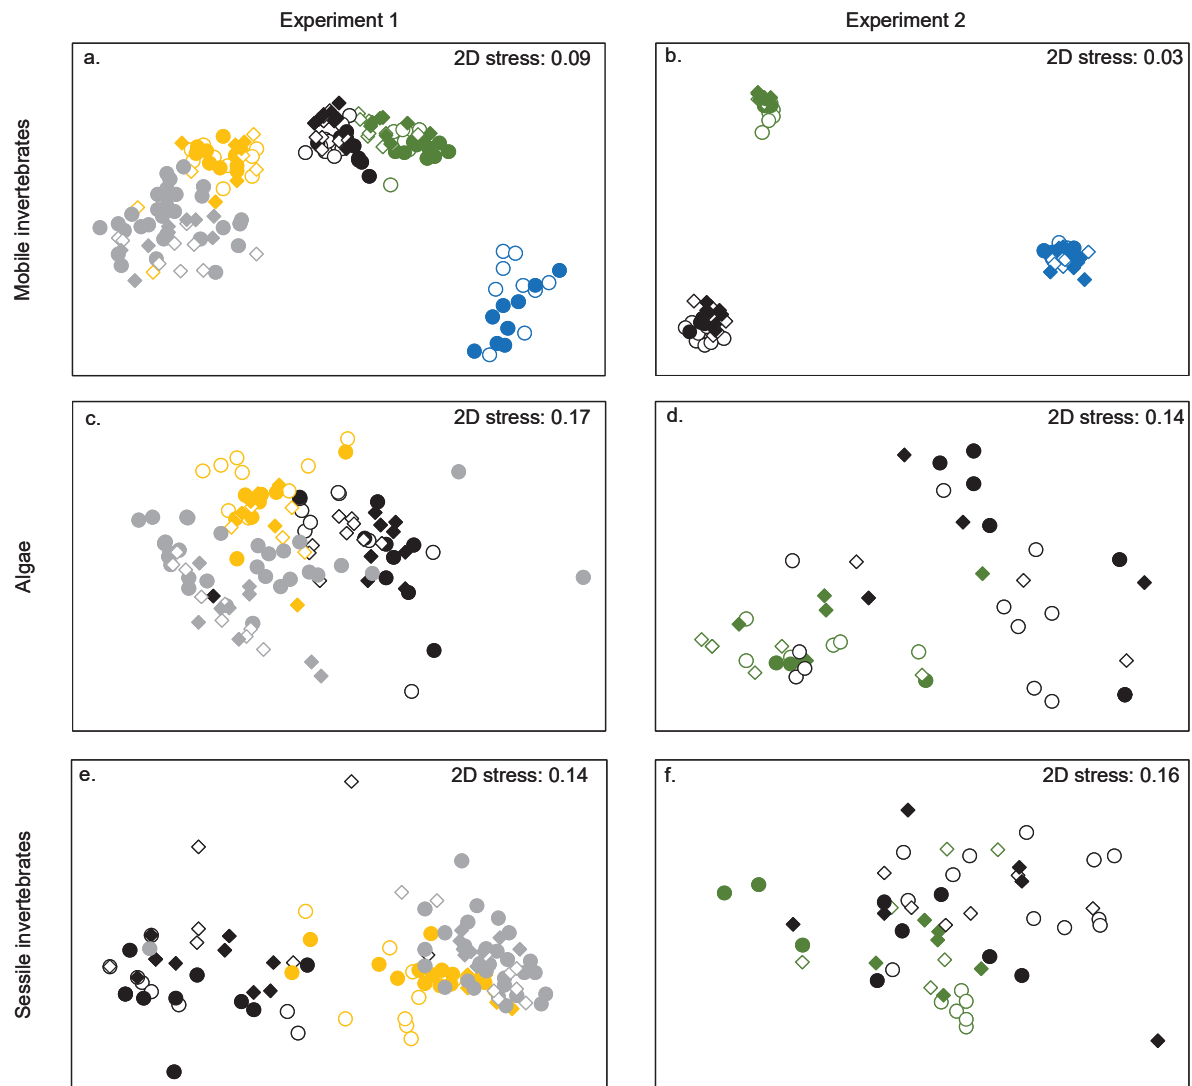 Experiment 1
Experiment 2
Mobile invertebrates
a.
2D stress: 0.09
b.
2D stress: 0.03
Algae
c.
2D stress: 0.17
d.
2D stress: 0.14
Sessile invertebrates
e.
2D stress: 0.14
f.
2D stress: 0.16